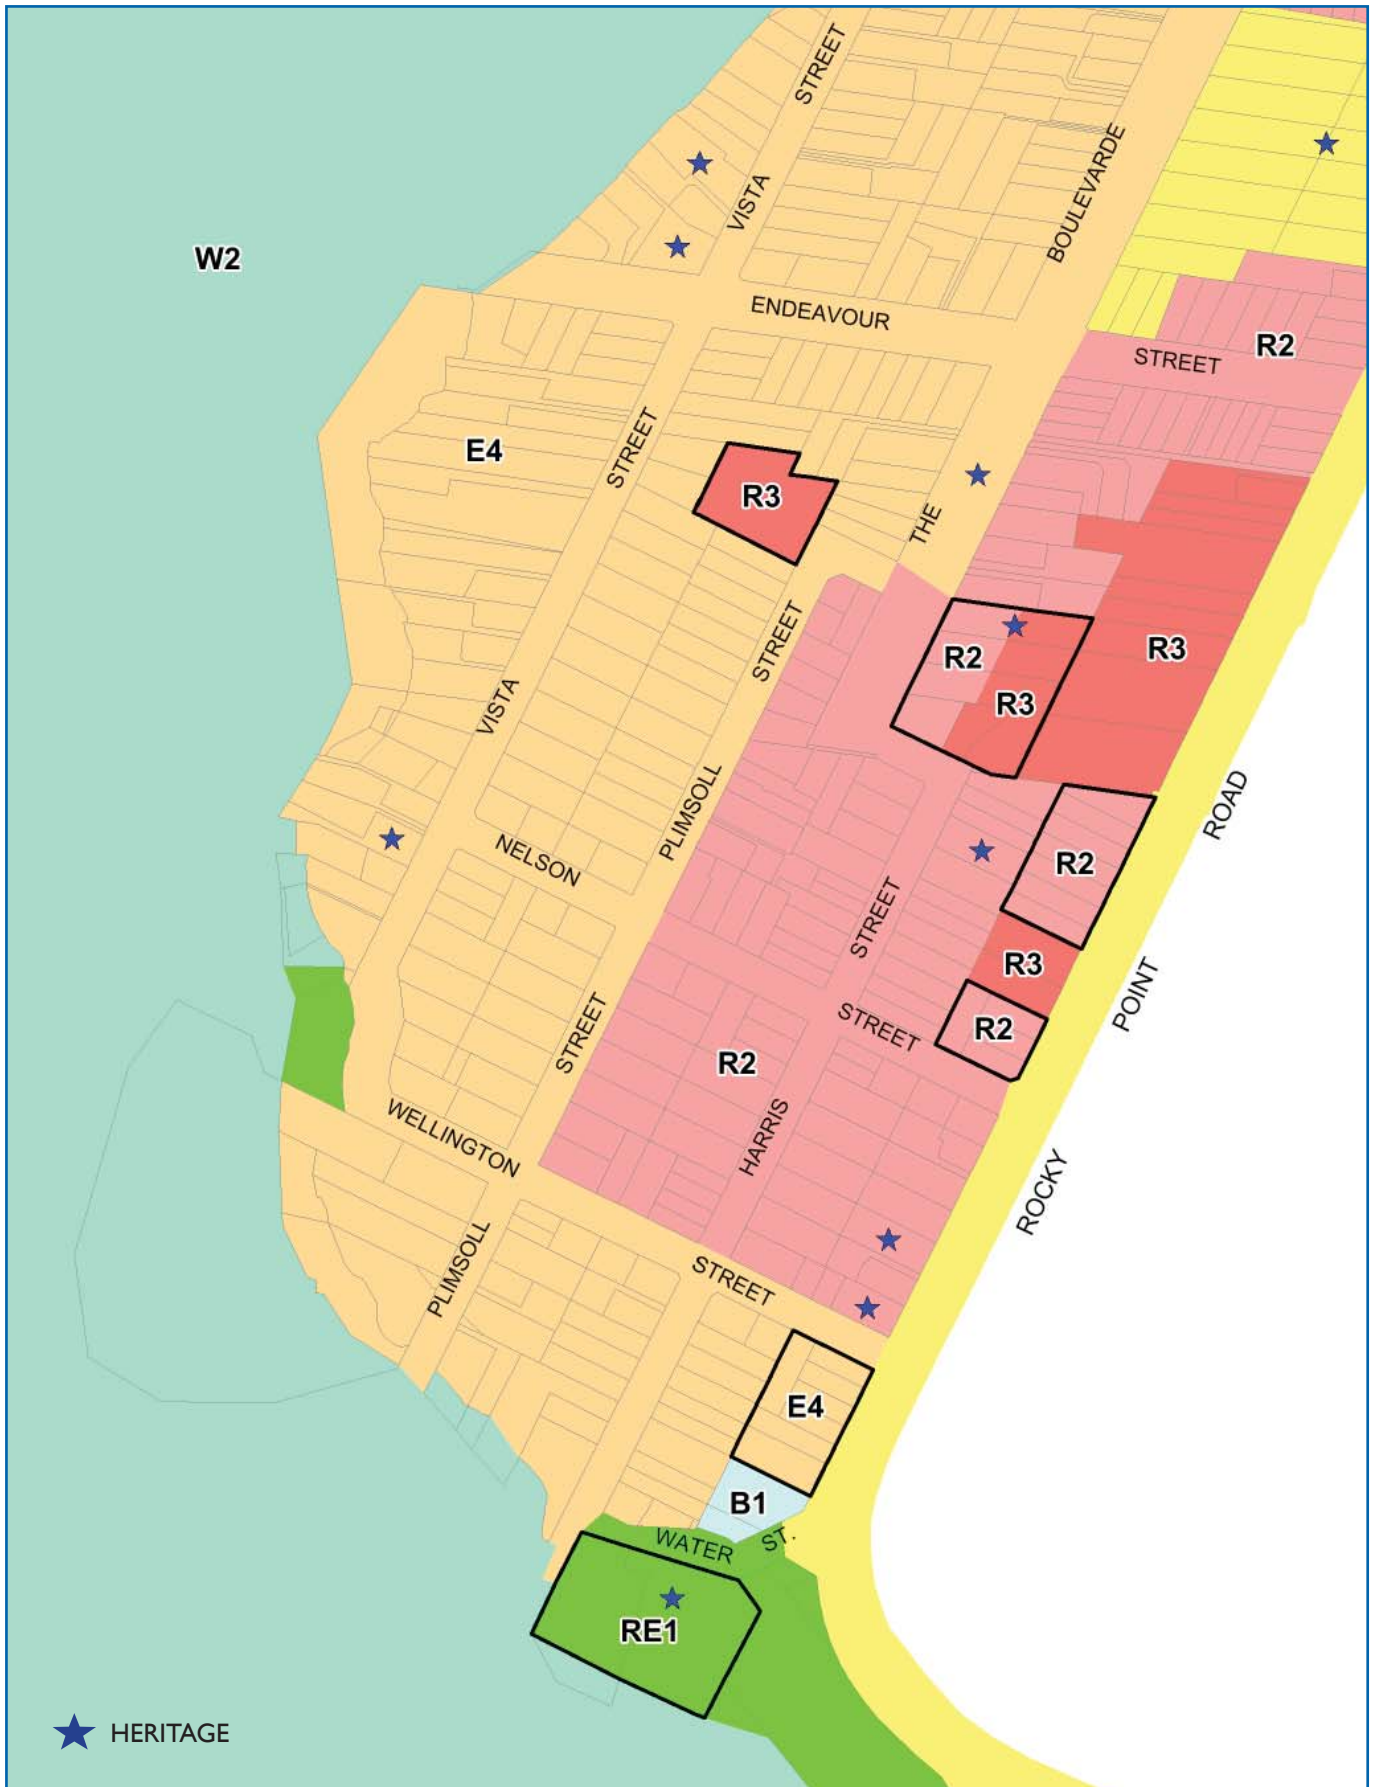 STREET
VISTA
BOULEVARDE
W2
ENDEAVOUR
STREET
R2
E4
STREET
R3
THE
STREET
R2
R3
R3
VISTA
PLIMSOLL
ROAD
NELSON
R2
STREET
R3
POINT
STREET
STREET
R2
R2
WELLINGTON
HARRIS
ROCKY
PLIMSOLL
STREET
E4
B1
WATER ST.
RE1
HERITAGE